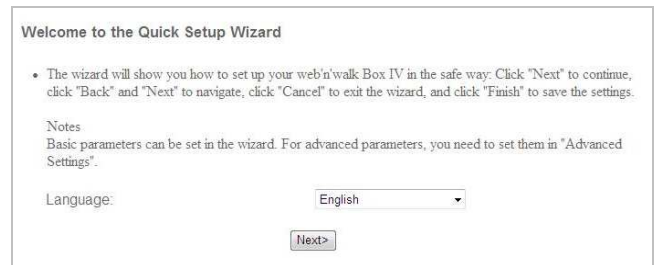 Welcome to the Quick Setup Wizard
• The wizard will show you how to set up your web'n'walk Box IV in the safe way: Click "Next" to continue,
click "Back" and "Next" to navigate, click "Cancel" to exit the wizard, and click "Finish" to save the settings.
Notes
Basic parameters can be set in the wizard. For advanced parameters, you need to set them in "Advanced
Settings".
Language: English
Next>